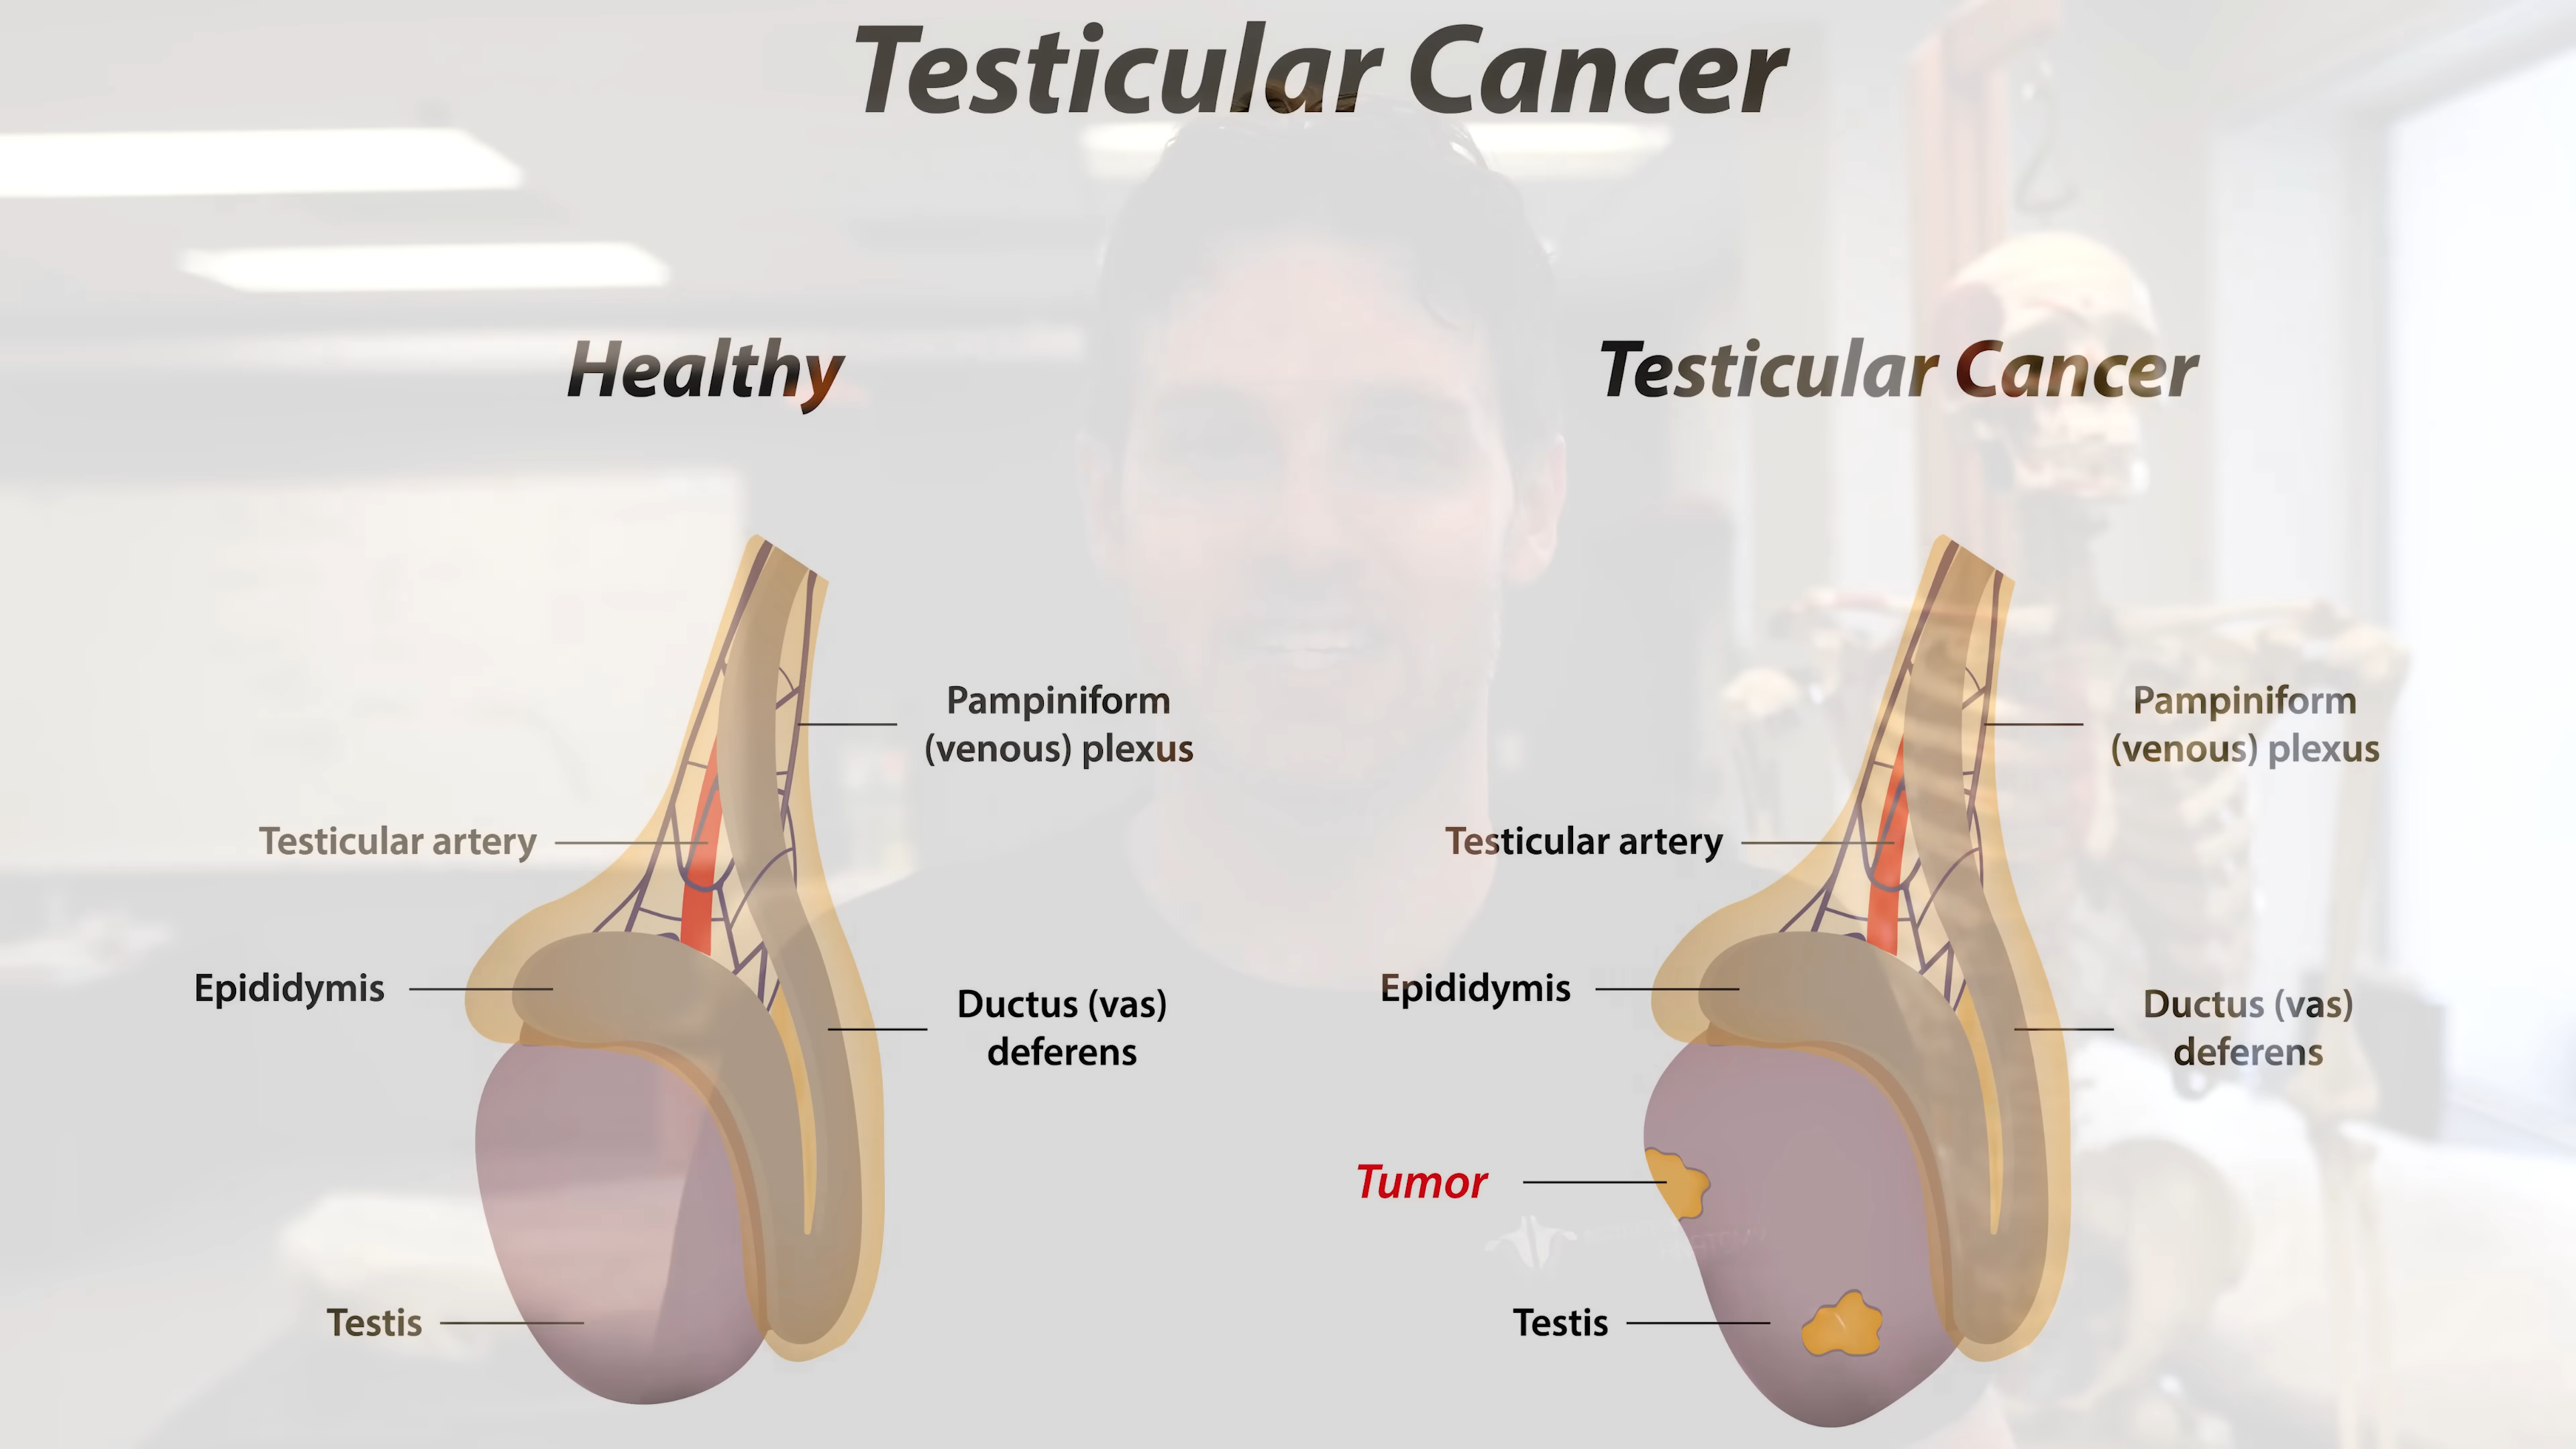 Testicular Cancer
Healthy
Testicular Cancer
Pampiniform
(venous) plexus
Testicular artery
Epididymis
Ductus (vas)
deferens
Testis
Pampiniform
(venous) plexus
Testicular artery
Epididymis
Ductus (vas)
deferens
Tumor
Testis